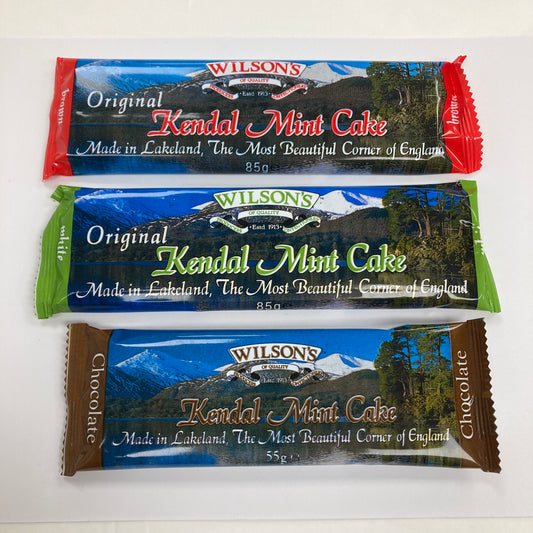 WILSON'S
OF QUALITY
Estd 1913
brown
Original
brown
Kendal Mint Cake
Made in Lakeland, The Most Beautiful Corner of England
85g
WILSON'S
OF QUALITY
Estd 1913
white
Original
Kendal Mint Cake
Made in Lakeland, The Most Beautiful Corner of England
85g
WILSON'S
OF QUALITY
Estd 1913
Chocolate
Chocolate
Kendal Mint Cake
Made in Lakeland, The Most Beautiful Corner of England
55g e